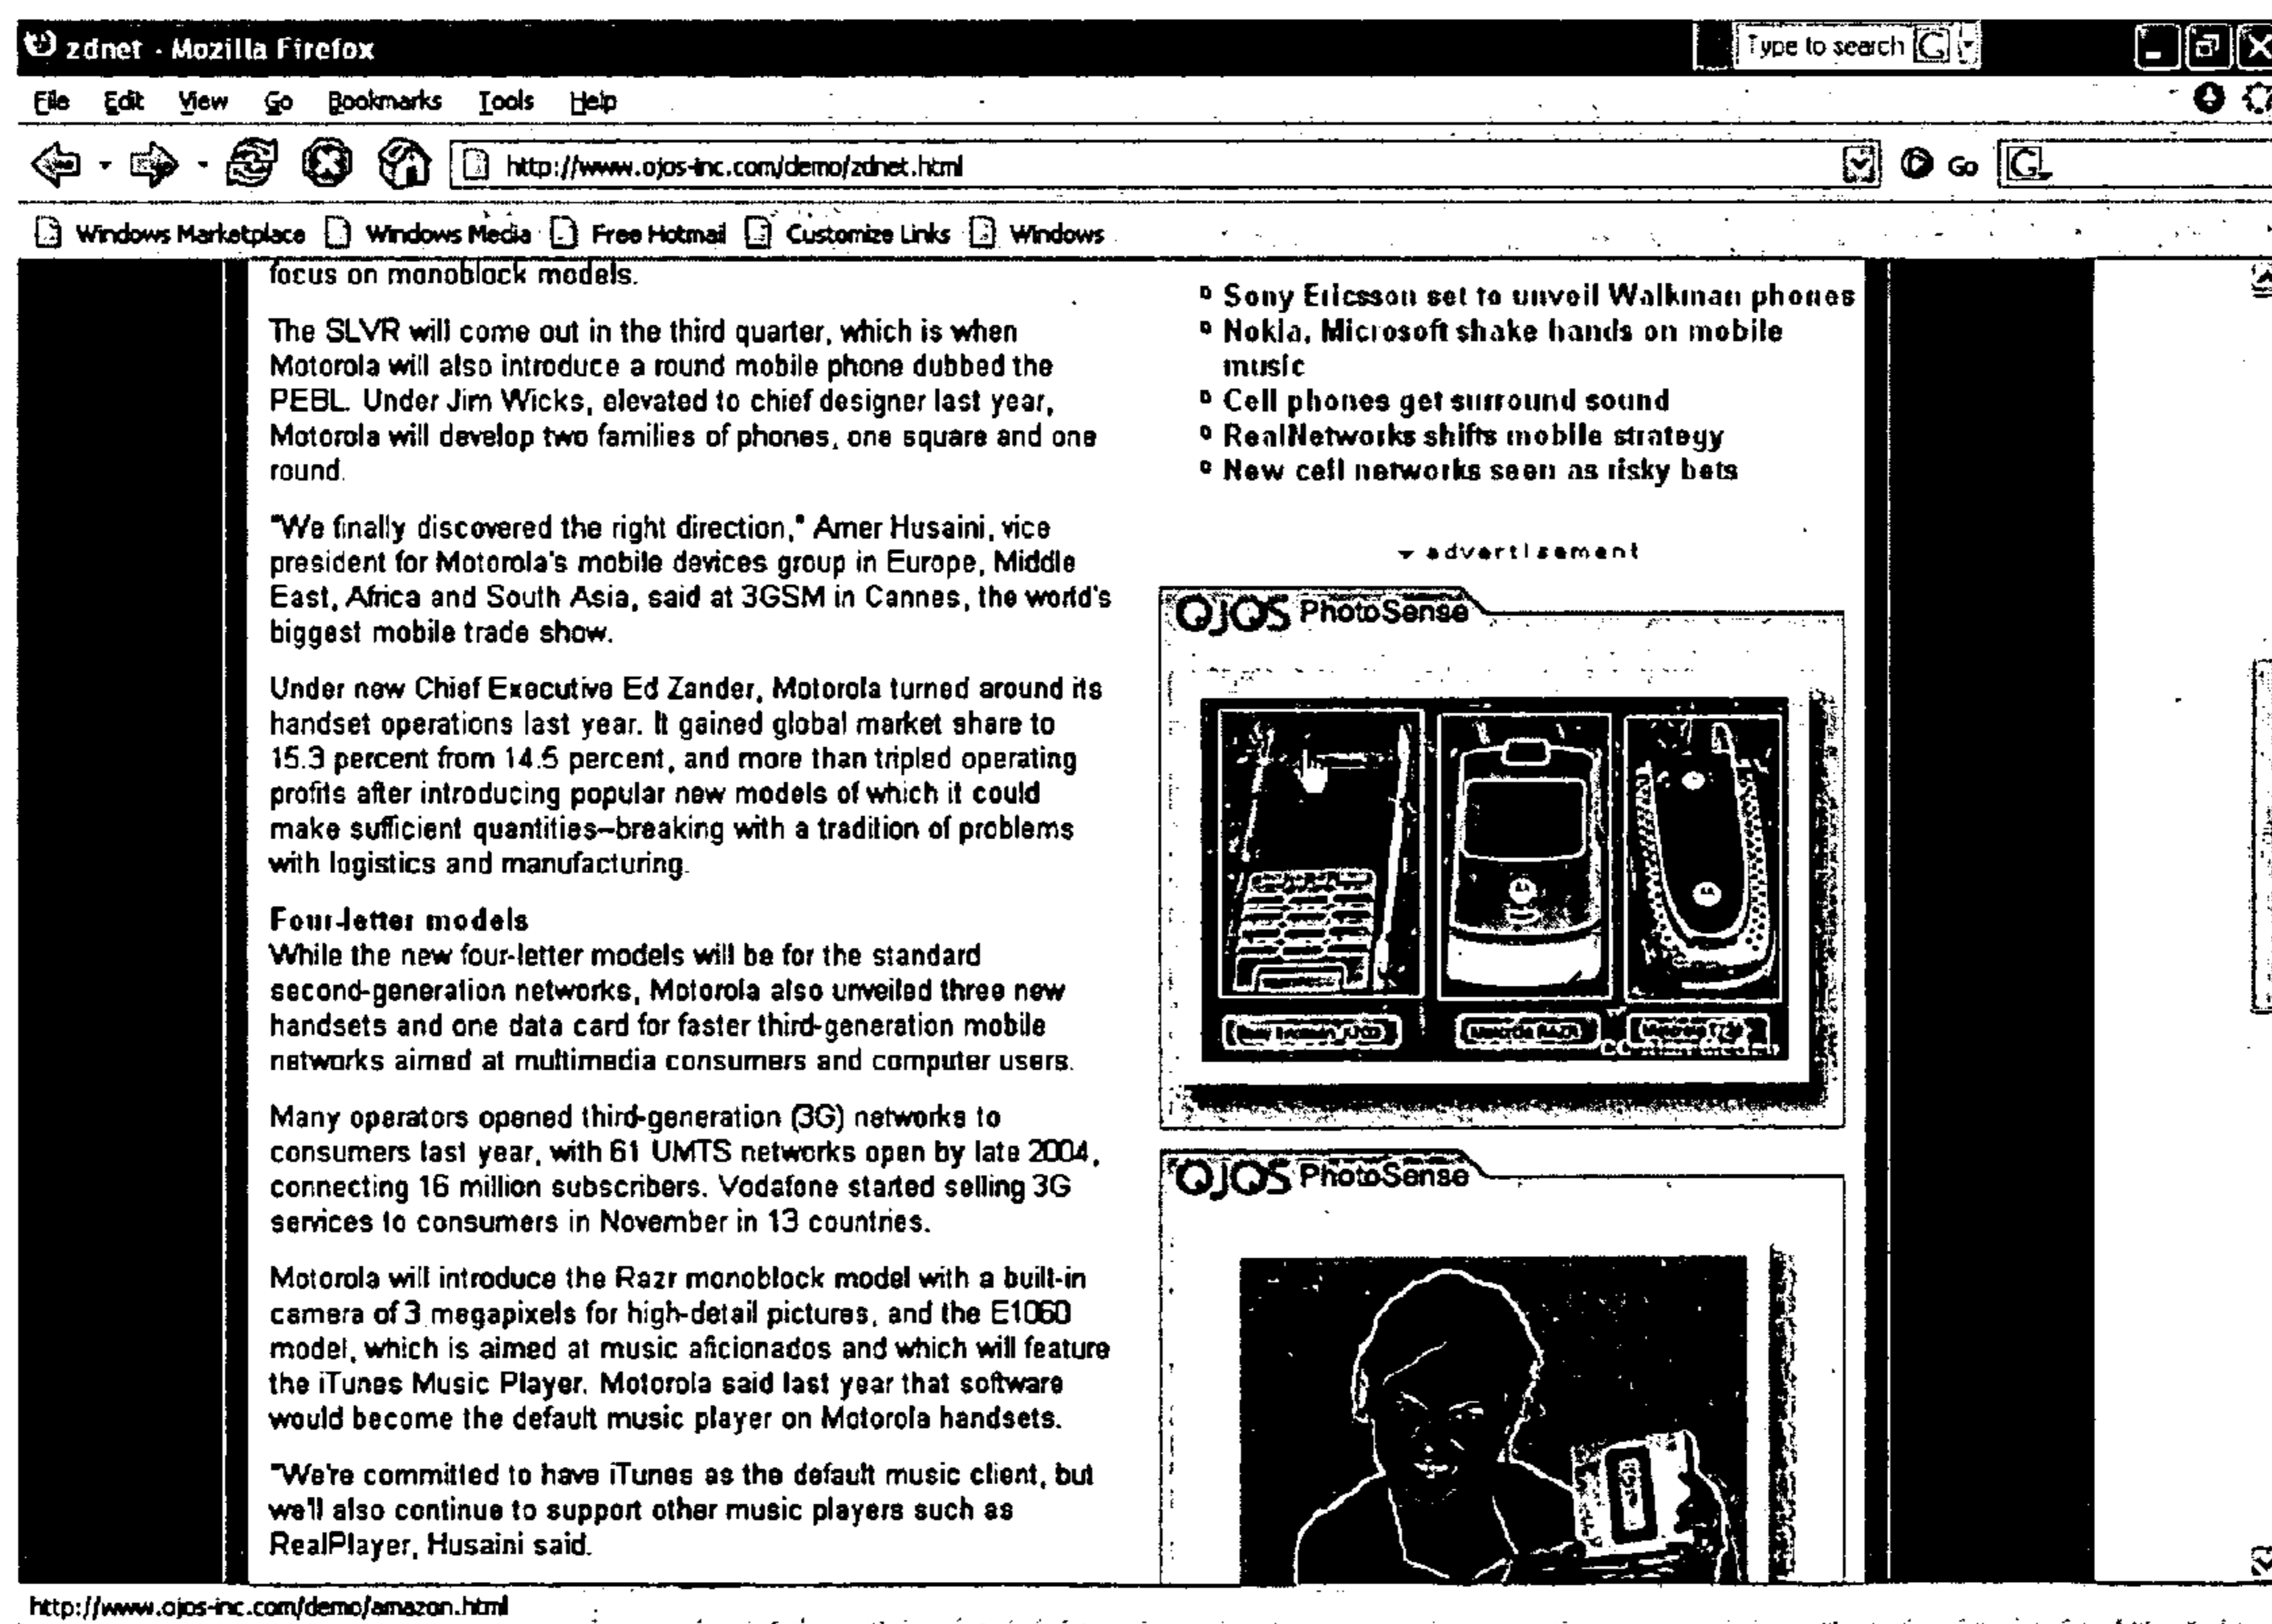 zdnet - Mozilla Firefox
Type to search
File Edit View Go Bookmarks Tools Help
http://www.ojos-inc.com/demo/zdnet.html
Go
G
Windows Marketplace Windows Media Free Hotmail Customize Links Windows
focus on monoblock models.
The SLVR will come out in the third quarter, which is when
Motorola will also introduce a round mobile phone dubbed the
PEBL. Under Jim Wicks, elevated to chief designer last year,
Motorola will develop two families of phones, one square and one
round.
"We finally discovered the right direction," Amer Husaini, vice
president for Motorola's mobile devices group in Europe, Middle
East, Africa and South Asia, said at 3GSM in Cannes, the world's
biggest mobile trade show.
Under new Chief Executive Ed Zander, Motorola turned around its
handset operations last year. It gained global market share to
15.3 percent from 14.5 percent, and more than tripled operating
profits after introducing popular new models of which it could
make sufficient quantities--breaking with a tradition of problems
with logistics and manufacturing.
Four-letter models
While the new four-letter models will be for the standard
second-generation networks, Motorola also unveiled three new
handsets and one data card for faster third-generation mobile
networks aimed at multimedia consumers and computer users.
Many operators opened third-generation (3G) networks to
consumers last year, with 61 UMTS networks open by late 2004,
connecting 16 million subscribers. Vodafone started selling 3G
services to consumers in November in 13 countries.
Motorola will introduce the Razr monoblock model with a built-in
camera of 3 megapixels for high-detail pictures, and the E1060
model, which is aimed at music aficionados and which will feature
the iTunes Music Player. Motorola said last year that software
would become the default music player on Motorola handsets.
"We're committed to have iTunes as the default music client, but
we'll also continue to support other music players such as
RealPlayer, Husaini said.
Sony Ericsson set to unveil Walkman phones
Nokia, Microsoft shake hands on mobile
music
Cell phones get surround sound
RealNetworks shifts mobile strategy
New cell networks seen as risky bets
advertisement
OJOS PhotoSense
Motorola RAZR
OJOS PhotoSense
http://www.ojos-inc.com/demo/amazon.html